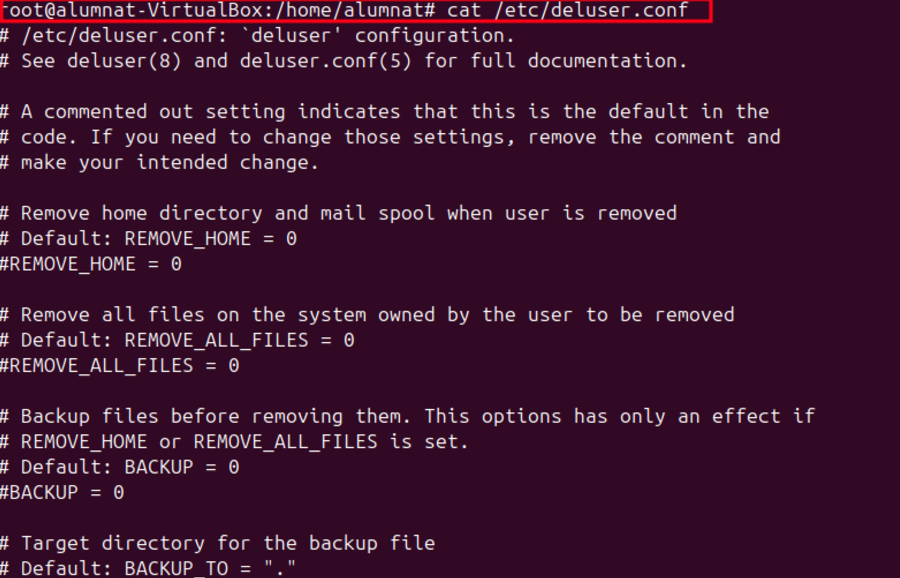 root@alumnat-VirtualBox:/home/alumnat# cat /etc/deluser.conf
# /etc/deluser.conf: `deluser' configuration.
# See deluser(8) and deluser.conf(5) for full documentation.
# A commented out setting indicates that this is the default in the
# code. If you need to change those settings, remove the comment and
# make your intended change.
# Remove home directory and mail spool when user is removed
# Default: REMOVE_HOME = 0
#REMOVE_HOME = 0
# Remove all files on the system owned by the user to be removed
# Default: REMOVE_ALL_FILES = 0
#REMOVE_ALL_FILES = 0
# Backup files before removing them. This options has only an effect if
# REMOVE_HOME or REMOVE_ALL_FILES is set.
# Default: BACKUP = 0
#BACKUP = 0
# Target directory for the backup file
# Default: BACKUP_TO = "."